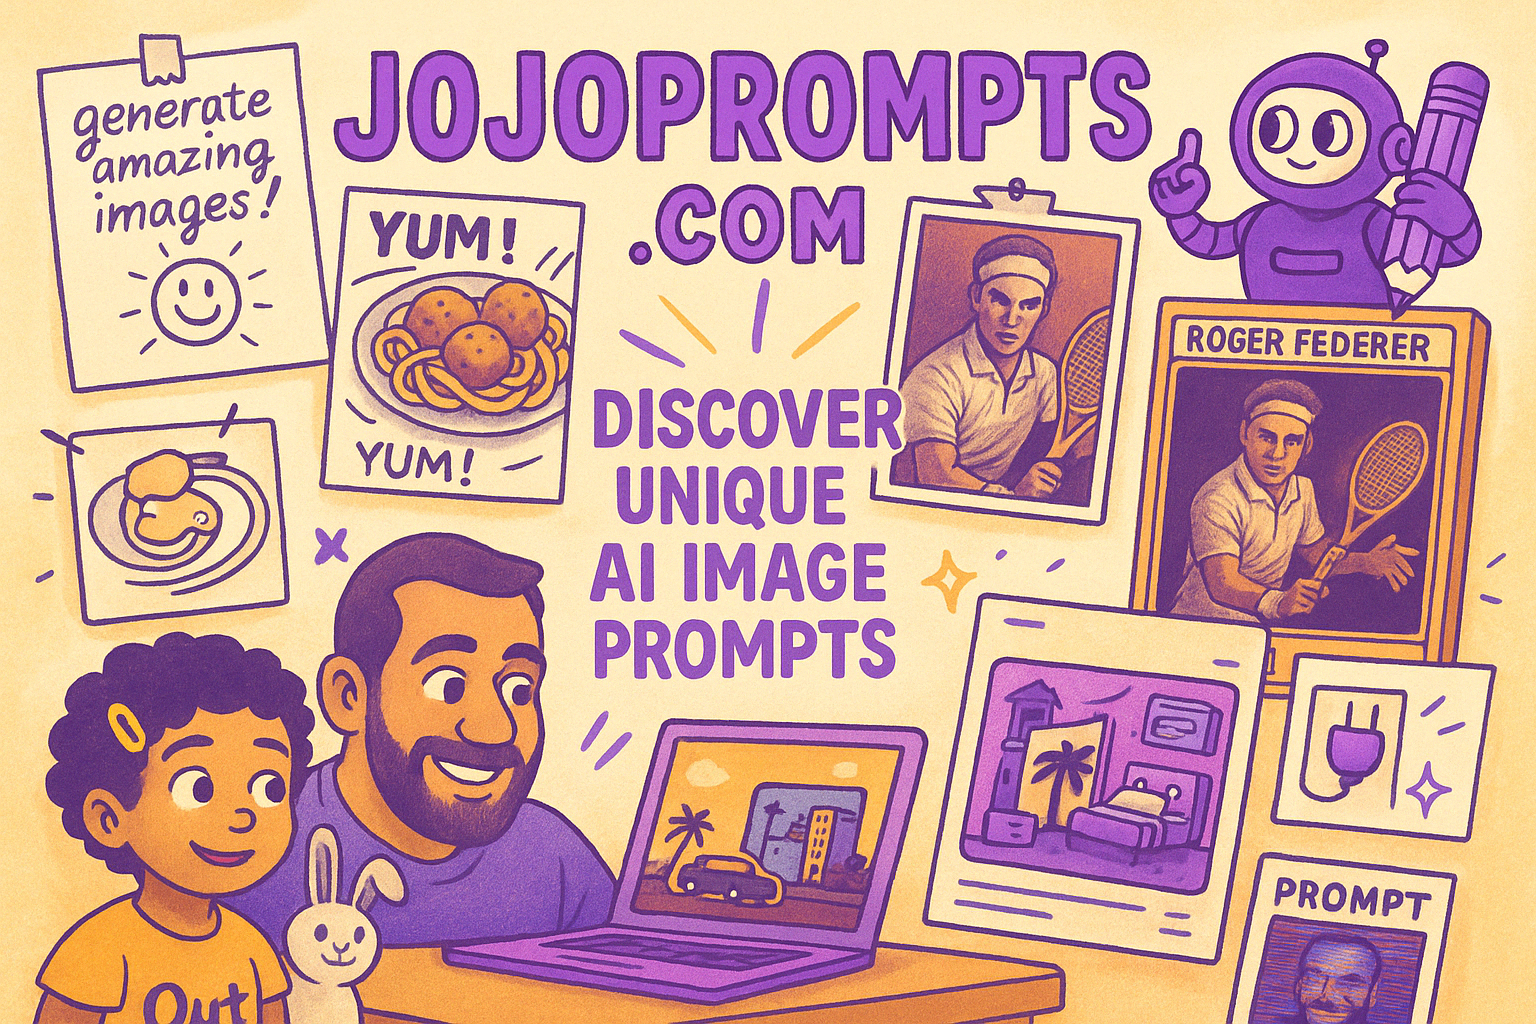 generate
amazing
images!
JOJOPROMPTS
.COM
YUM!
YUM!
DISCOVER
UNIQUE
AI IMAGE
PROMPTS
ROGER FEDERER
PROMPT
Out